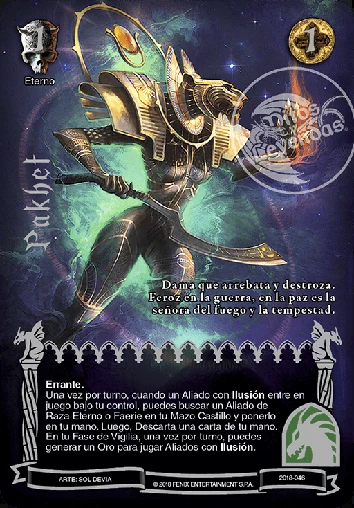 1
1
Eterno
Mitos
y
Leyendas
Pakhet
Dama que arrebata y destroza.
Feroz en la guerra, en la paz es la
señora del fuego y la tempestad.
Errante.
Una vez por turno, cuando un Aliado con Ilusión entre en
juego bajo tu control, puedes buscar un Aliado de
Raza Eterno o Faerie en tu Mazo Castillo y ponerlo
en tu mano. Luego, Descarta una carta de tu mano.
En tu Fase de Vigilia, una vez por turno, puedes
generar un Oro para jugar Aliados con Ilusión.
ARTE: SOL DEVIA
© 2018 FENIX ENTERTAINMENT S.P.A.
2018-046